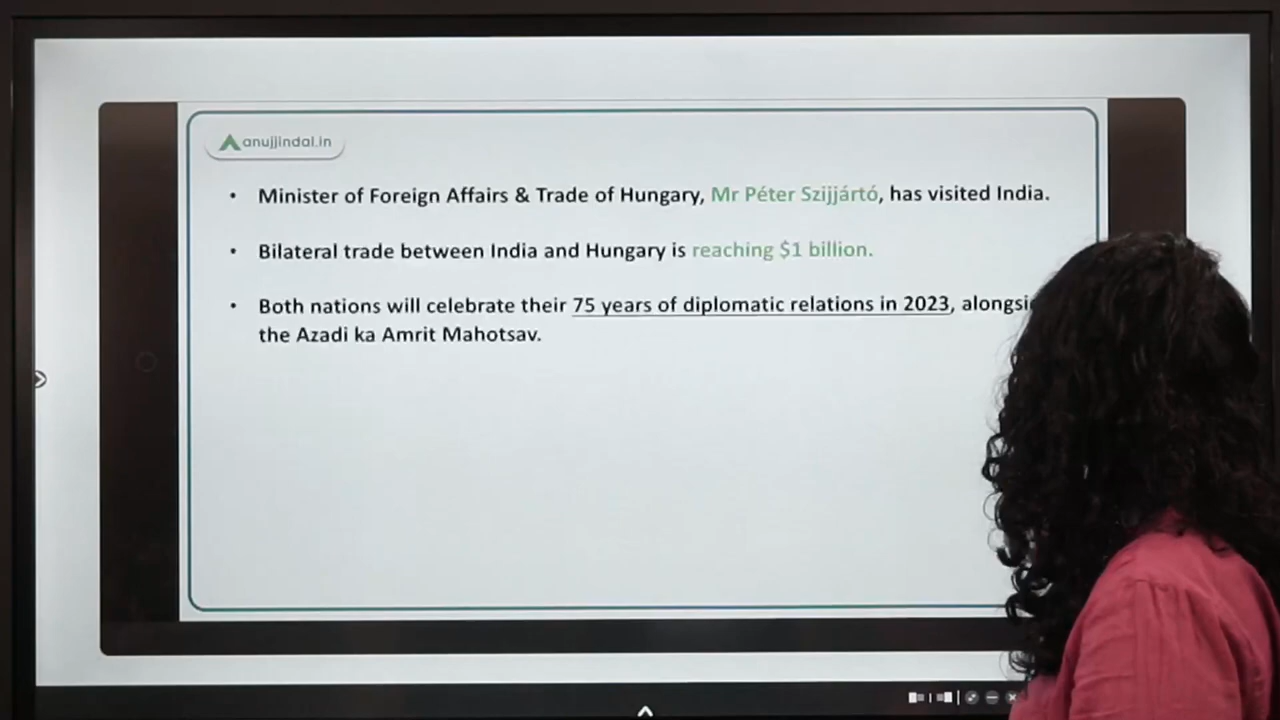 anujjindal.in
• Minister of Foreign Affairs & Trade of Hungary, Mr Péter Szijjártó, has visited India.
• Bilateral trade between India and Hungary is reaching $1 billion.
• Both nations will celebrate their 75 years of diplomatic relations in 2023,
the Azadi ka Amrit Mahotsav.